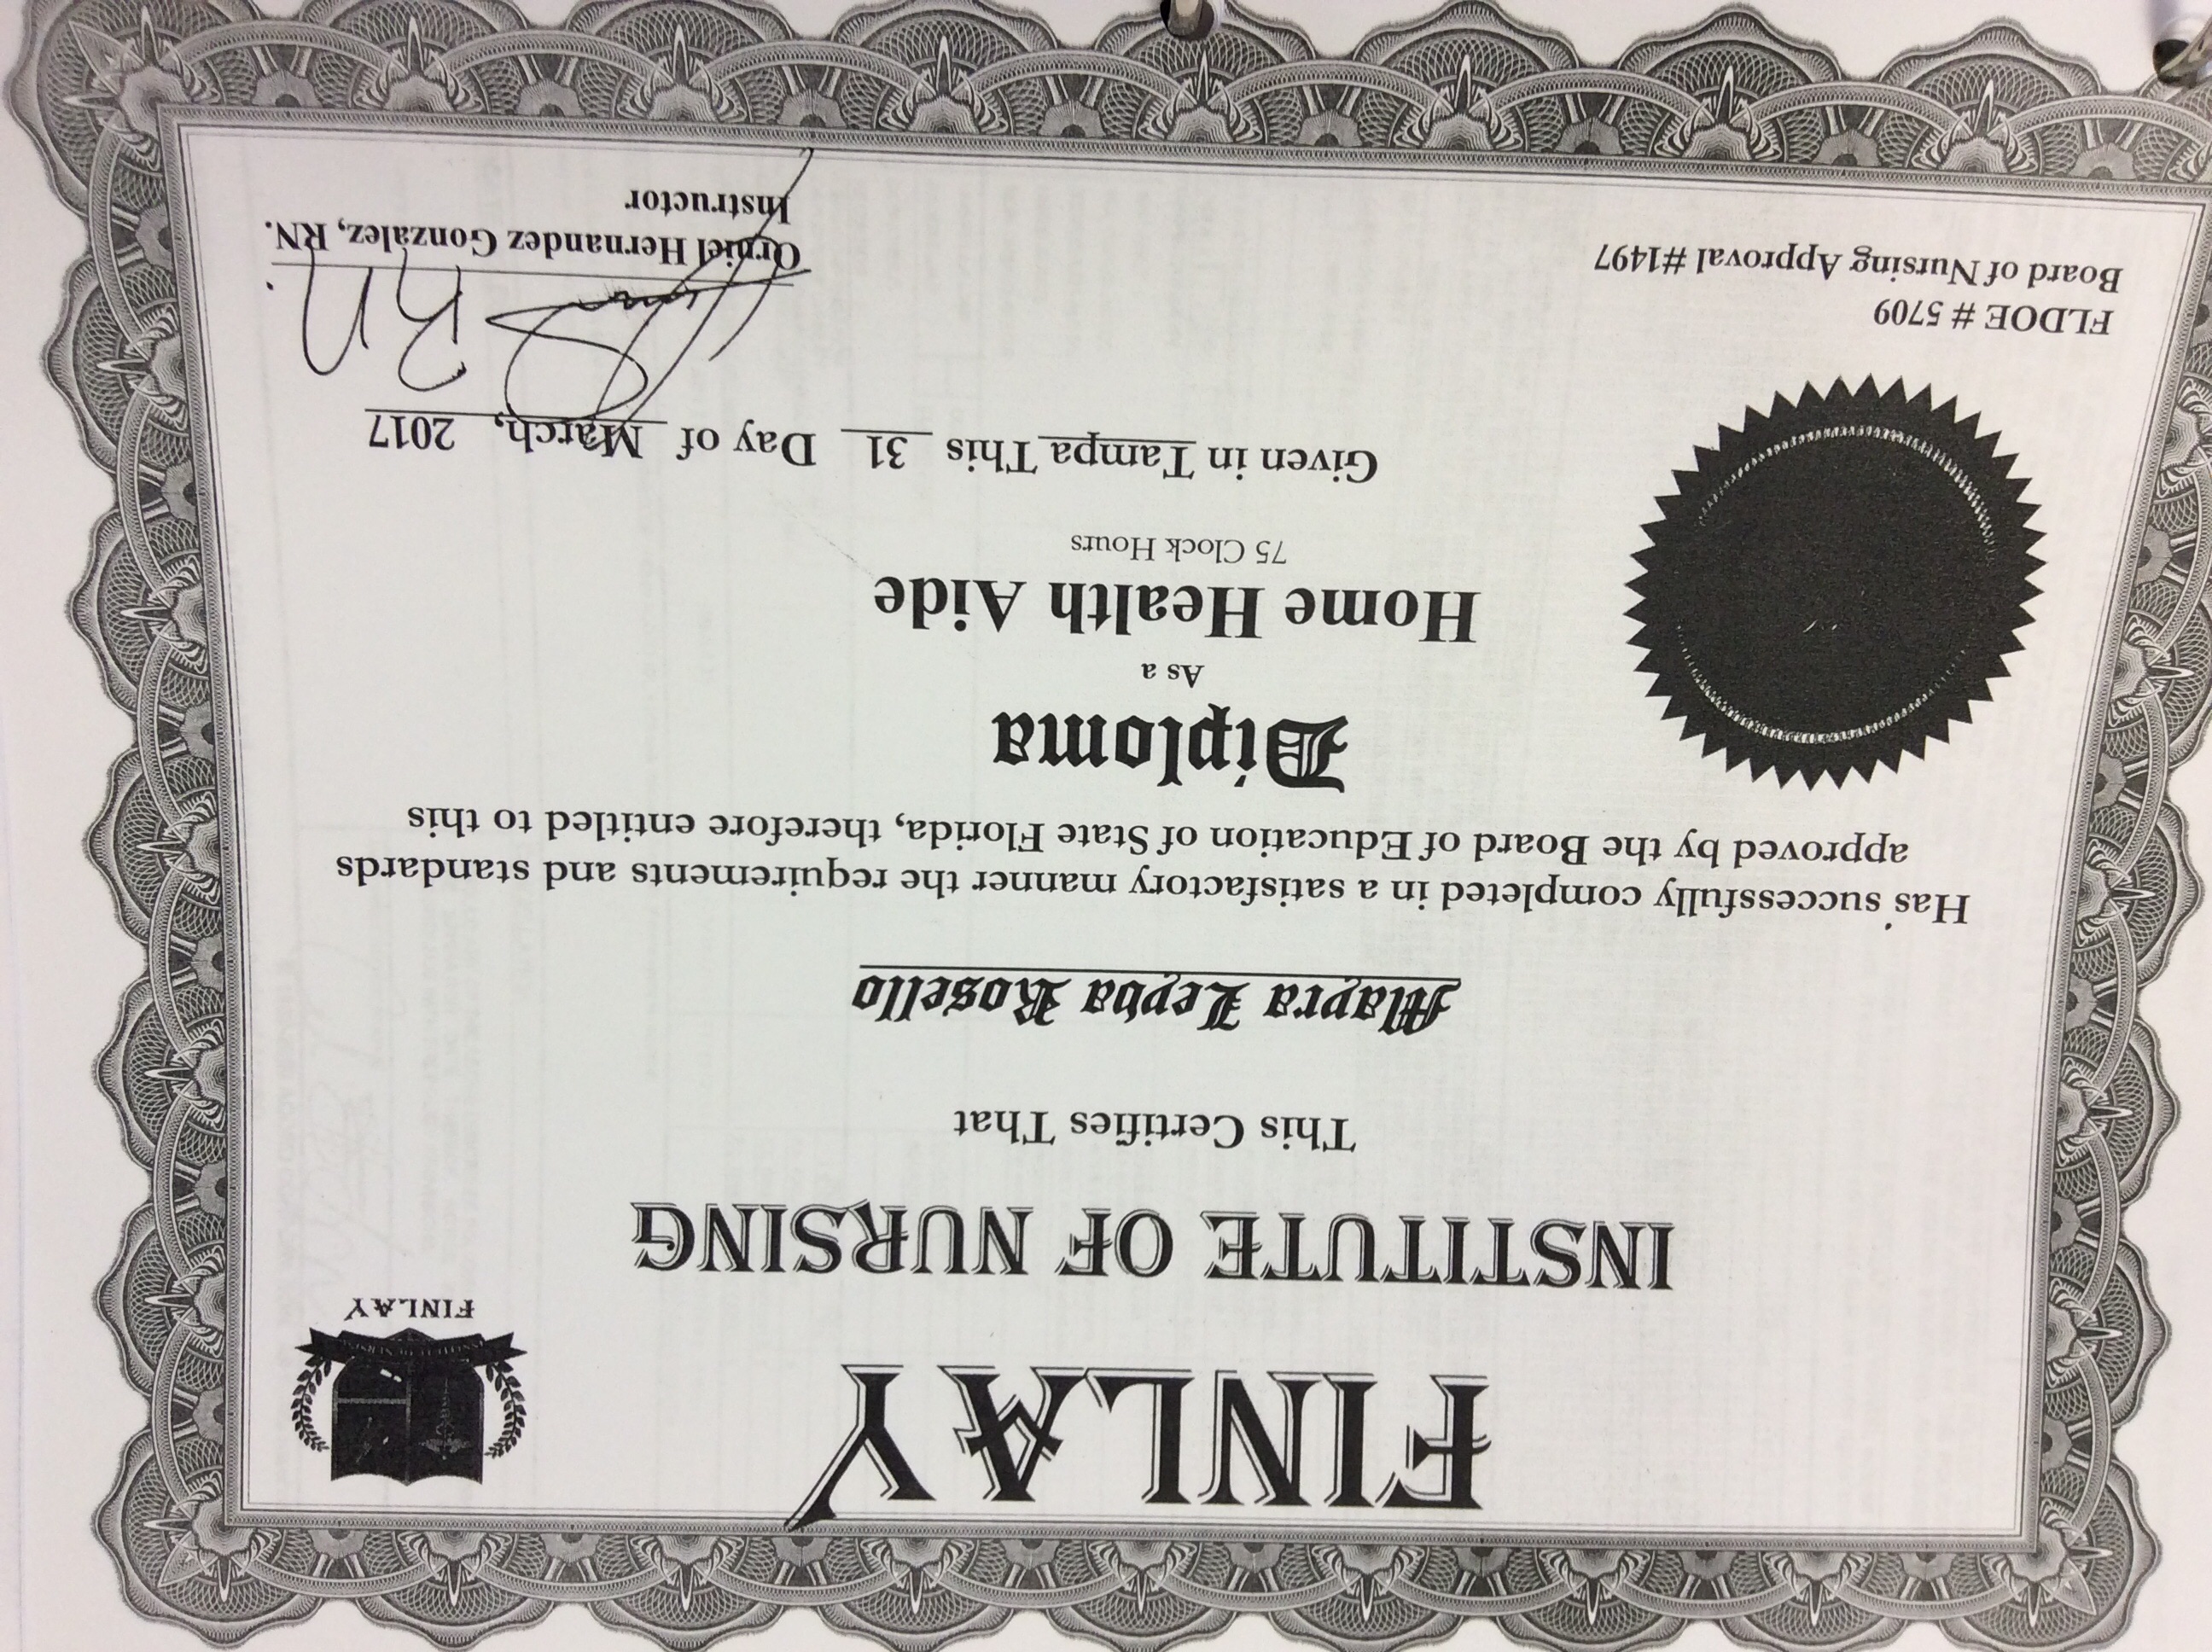 FINLAY
INSTITUTE OF NURSING
FINLAY
INSTITUTE OF NURSING
This Certifies That
Mayra Leyva Rosello
Has successfully completed in a satisfactory manner the requirements and standards
approved by the Board of Education of State Florida, therefore entitled to this
Diploma
As a
Home Health Aide
75 Clock Hours
Given in Tampa This 31 Day of March, 2017
RN.
FLDOE # 5709
Board of Nursing Approval #1497
Orniel Hernandez Gonzalez, RN.
Instructor